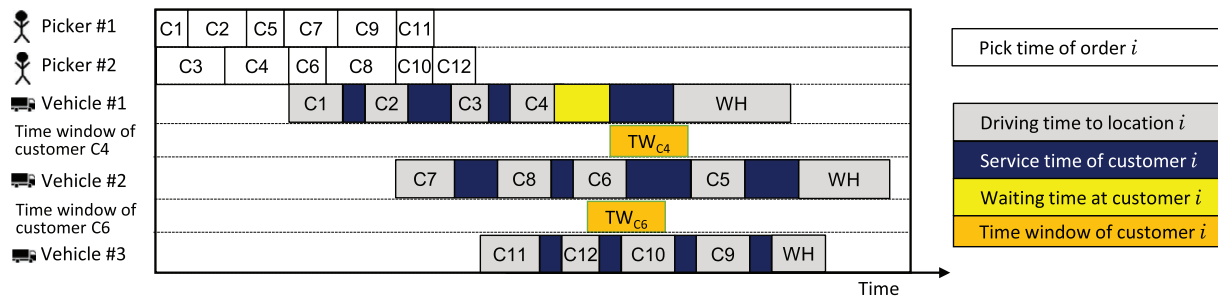 Picker #1 C1 C2 C5 C7 C9 C11
Picker #2 C3 C4 C6 C8 C10 C12
Vehicle #1 C1 C2 C3 C4 WH
Time window of
customer C4
TW_C4
Vehicle #2 C7 C8 C6 C5 WH
Time window of
customer C6
TW_C6
Vehicle #3 C11 C12 C10 C9 WH
Time
Pick time of order i
Driving time to location i
Service time of customer i
Waiting time at customer i
Time window of customer i